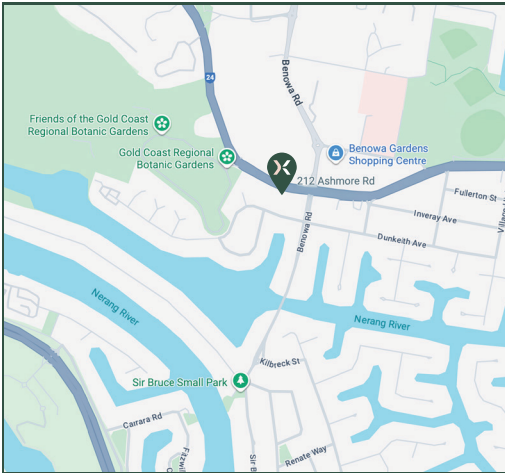 24
Benowa Rd
Friends of the Gold Coast
Regional Botanic Gardens
Gold Coast Regional
Botanic Gardens
Benowa Gardens
Shopping Centre
212 Ashmore Rd
Fullerton St
Inveray Ave
Benowa Rd
Dunkeith Ave
Nerang River
Nerang River
Kilbreck St
Sir Bruce Small Park
Carrara Rd
Renate Way